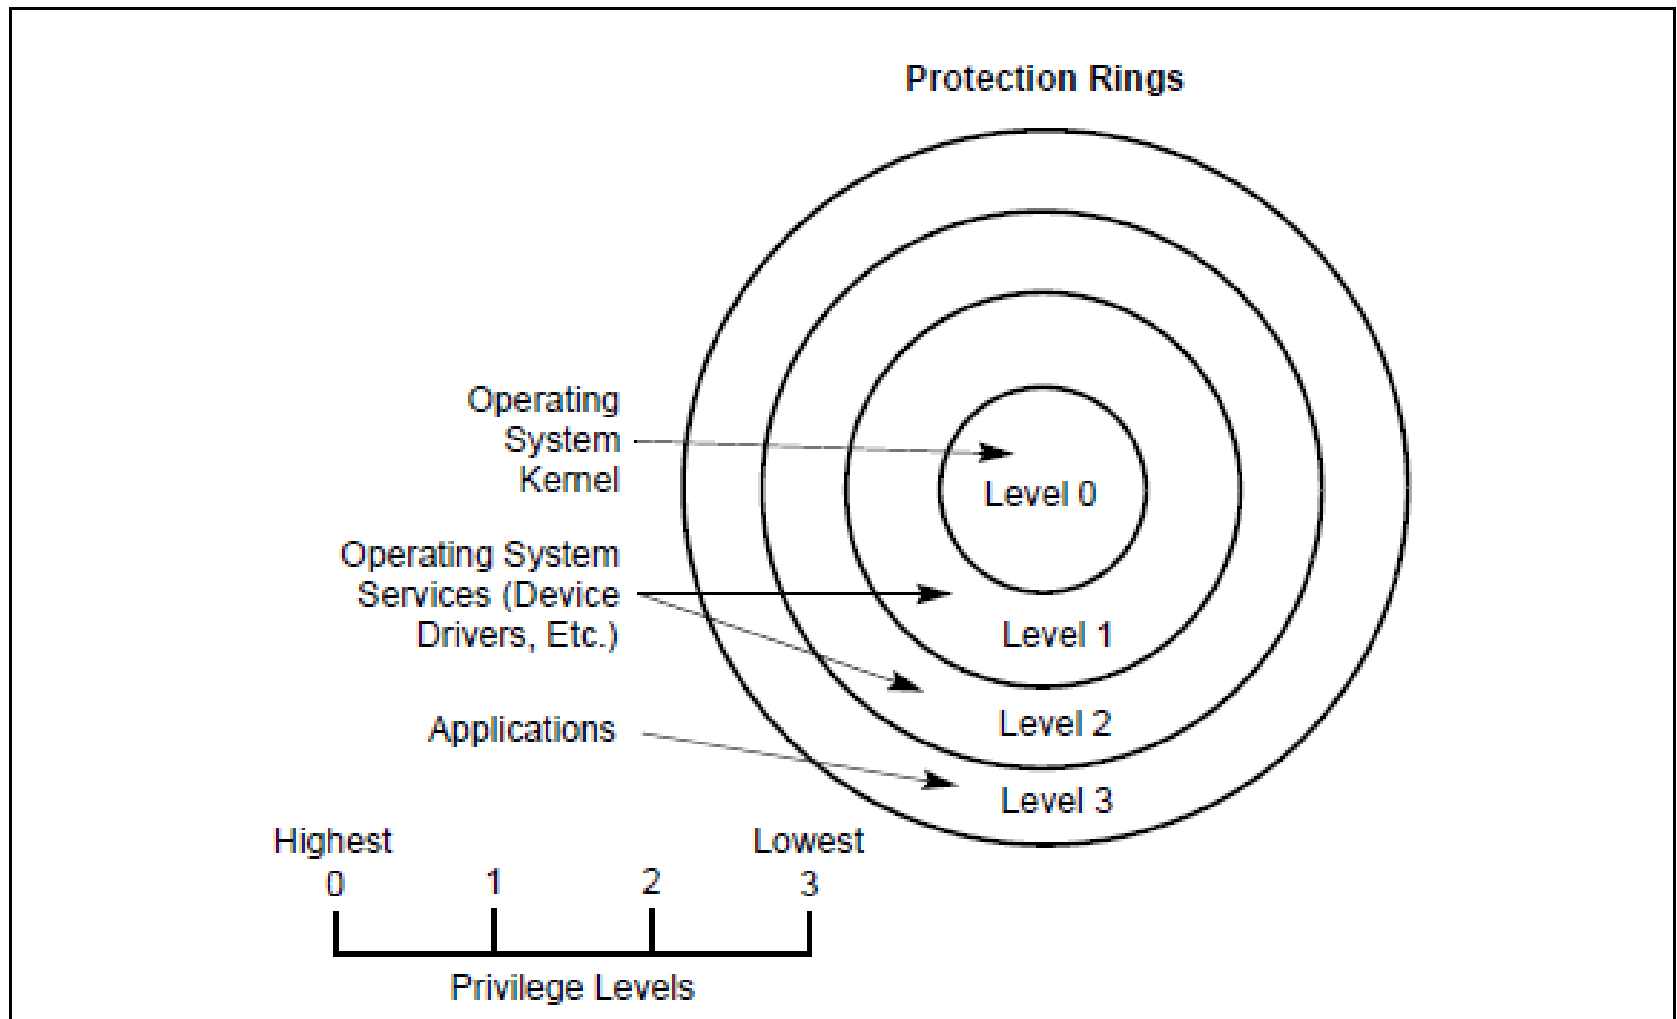 Protection Rings
Operating
System
Kernel
Level 0
Operating System
Services (Device
Drivers, Etc.)
Level 1
Level 2
Applications
Level 3
Highest
Lowest
0
1
2
3
Privilege Levels